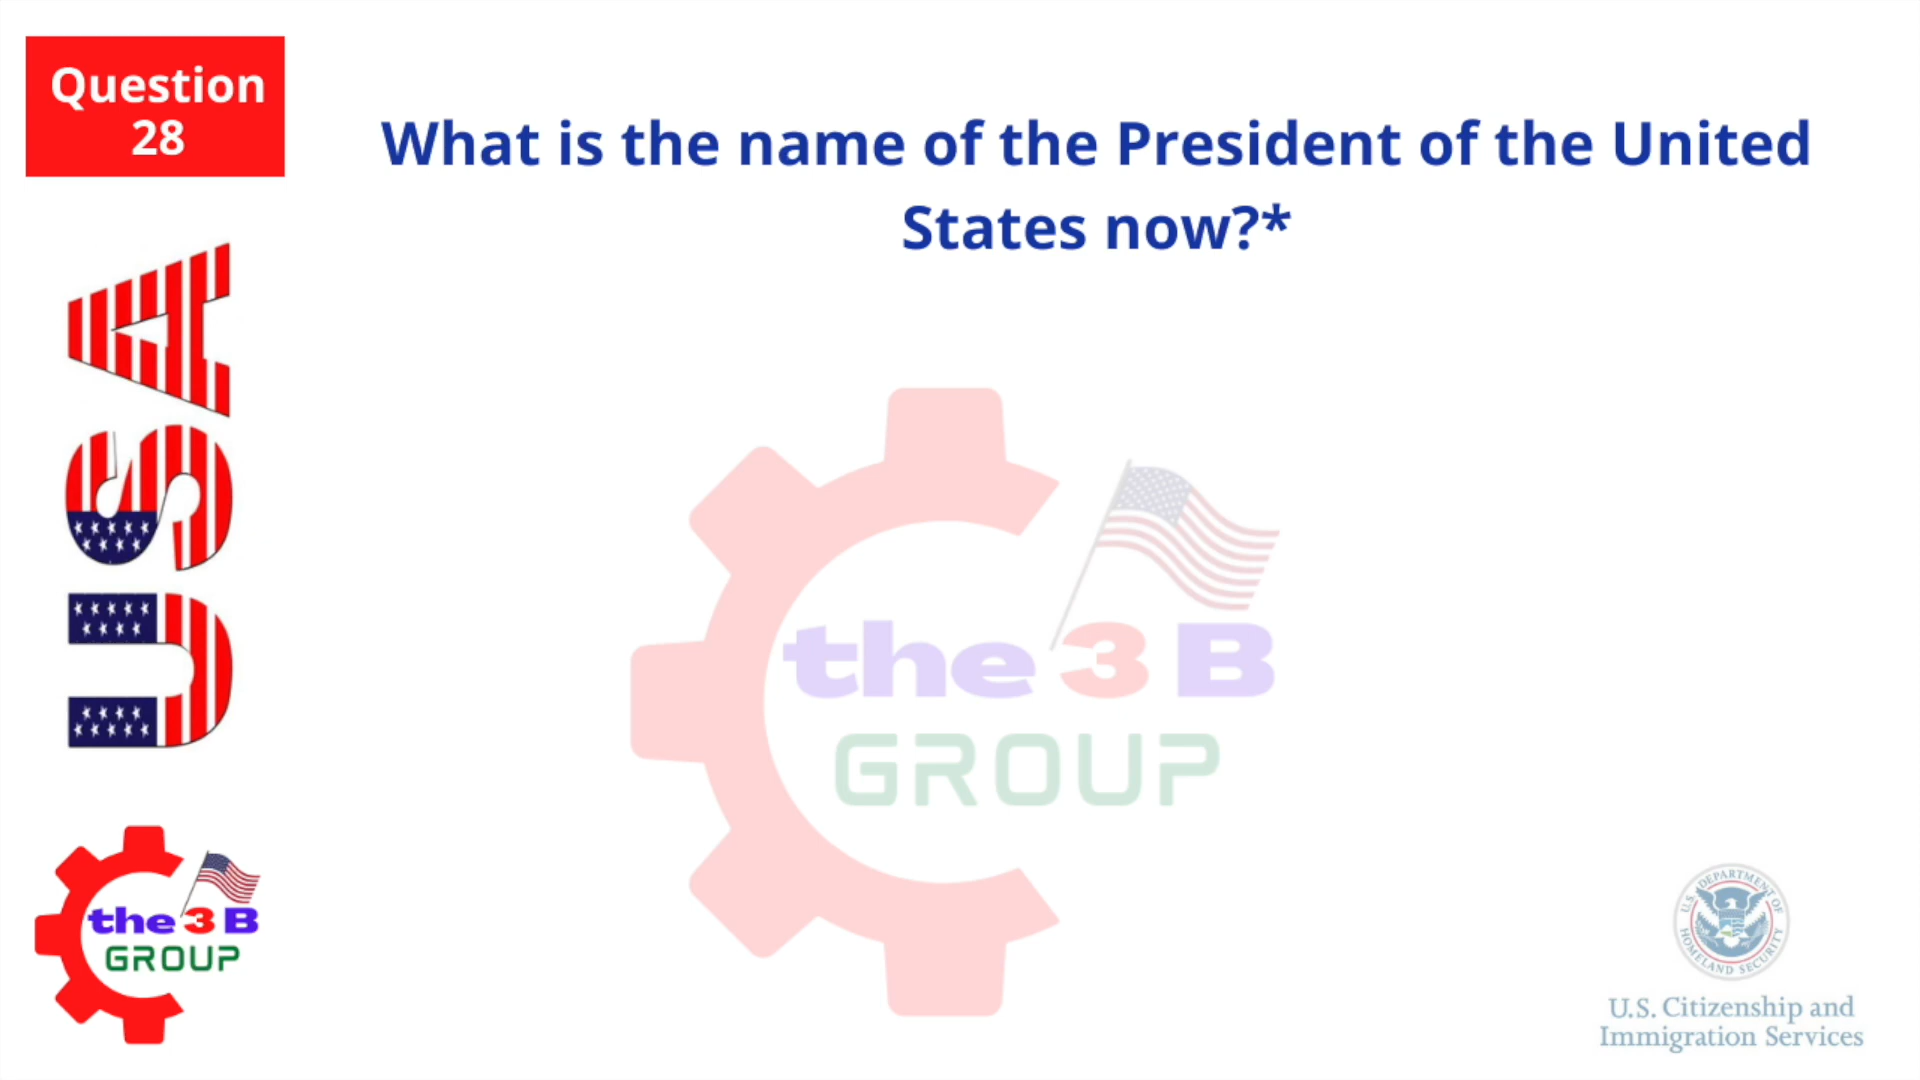 Question
28
What is the name of the President of the United
States now?*
USA
the 3 B
GROUP
the 3 B
GROUP
U.S. DEPARTMENT OF
HOMELAND SECURITY
U.S. Citizenship and
Immigration Services